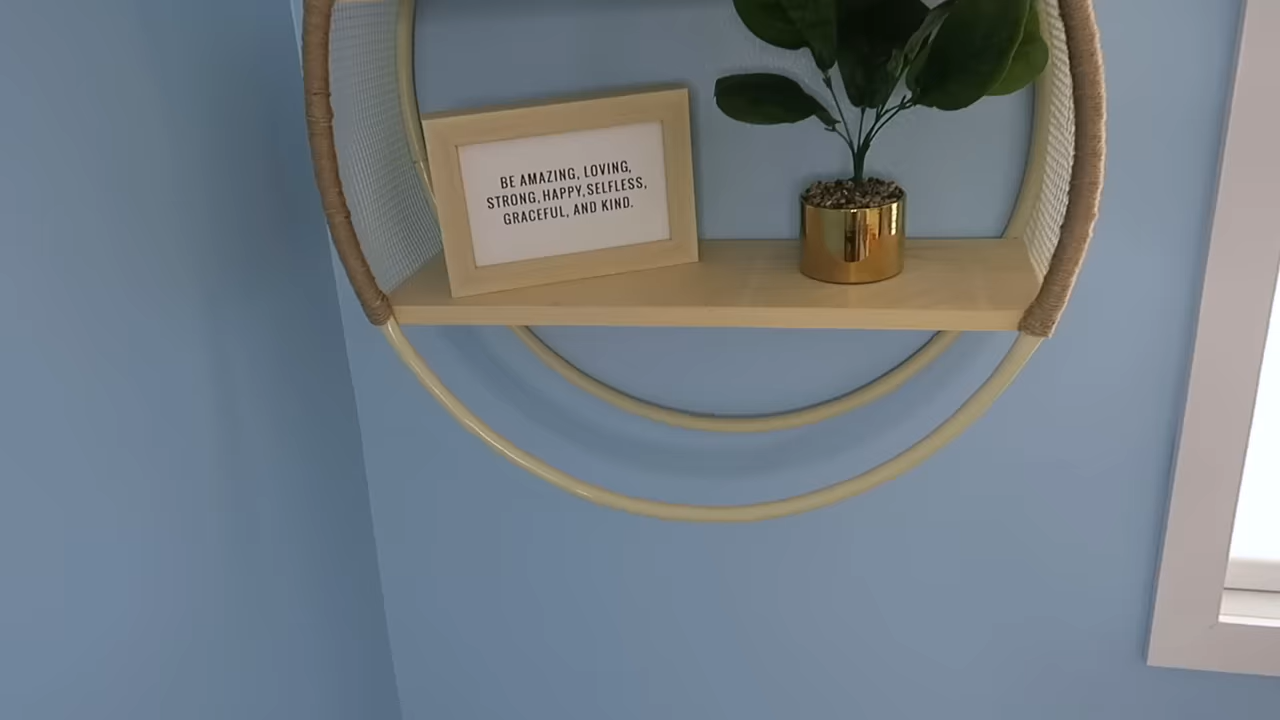 BE AMAZING, LOVING,
STRONG, HAPPY, SELFLESS,
GRACEFUL, AND KIND.